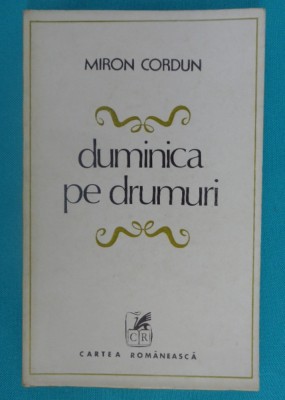 MIRON CORDUN
duminica
pe drumuri
CR
CARTEA ROMÂNEASCĂ